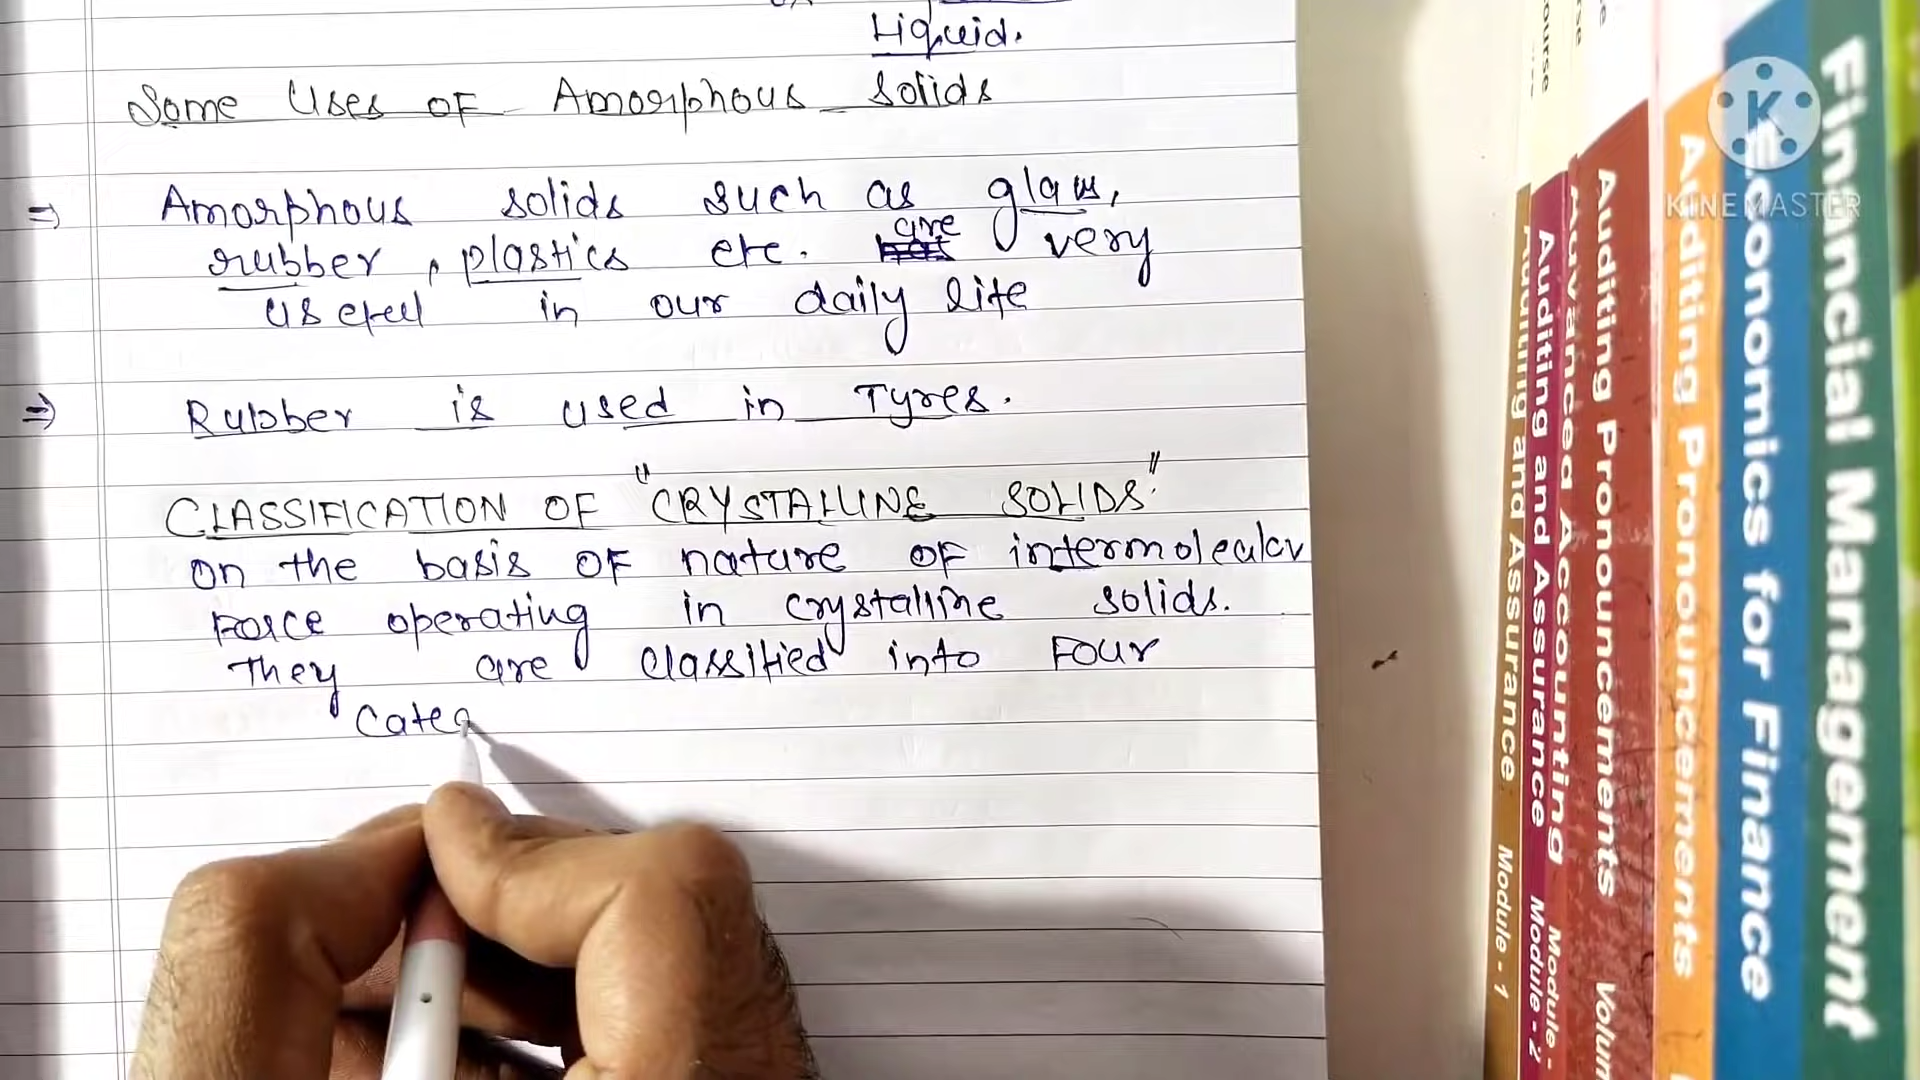 Liquid.
Some Uses OF Amorphous solids
⇒ Amorphous solids such as glass,
rubber, plastics etc. are very
useful in our daily life
⇒ Rubber is used in Tyres.
CLASSIFICATION OF "CRYSTALLINE SOLIDS".
On the basis OF nature OF intermolecular
Force operating in crystalline solids.
They are classified into Four
Categ
K
KINEMASTER
ourse
Auditing and Assurance Module - 1
Auditing and Assurance Module - 2
Advanced Accounting Module -
Auditing Pronouncements Volum
Auditing Pronouncements
Economics for Finance
Financial Management